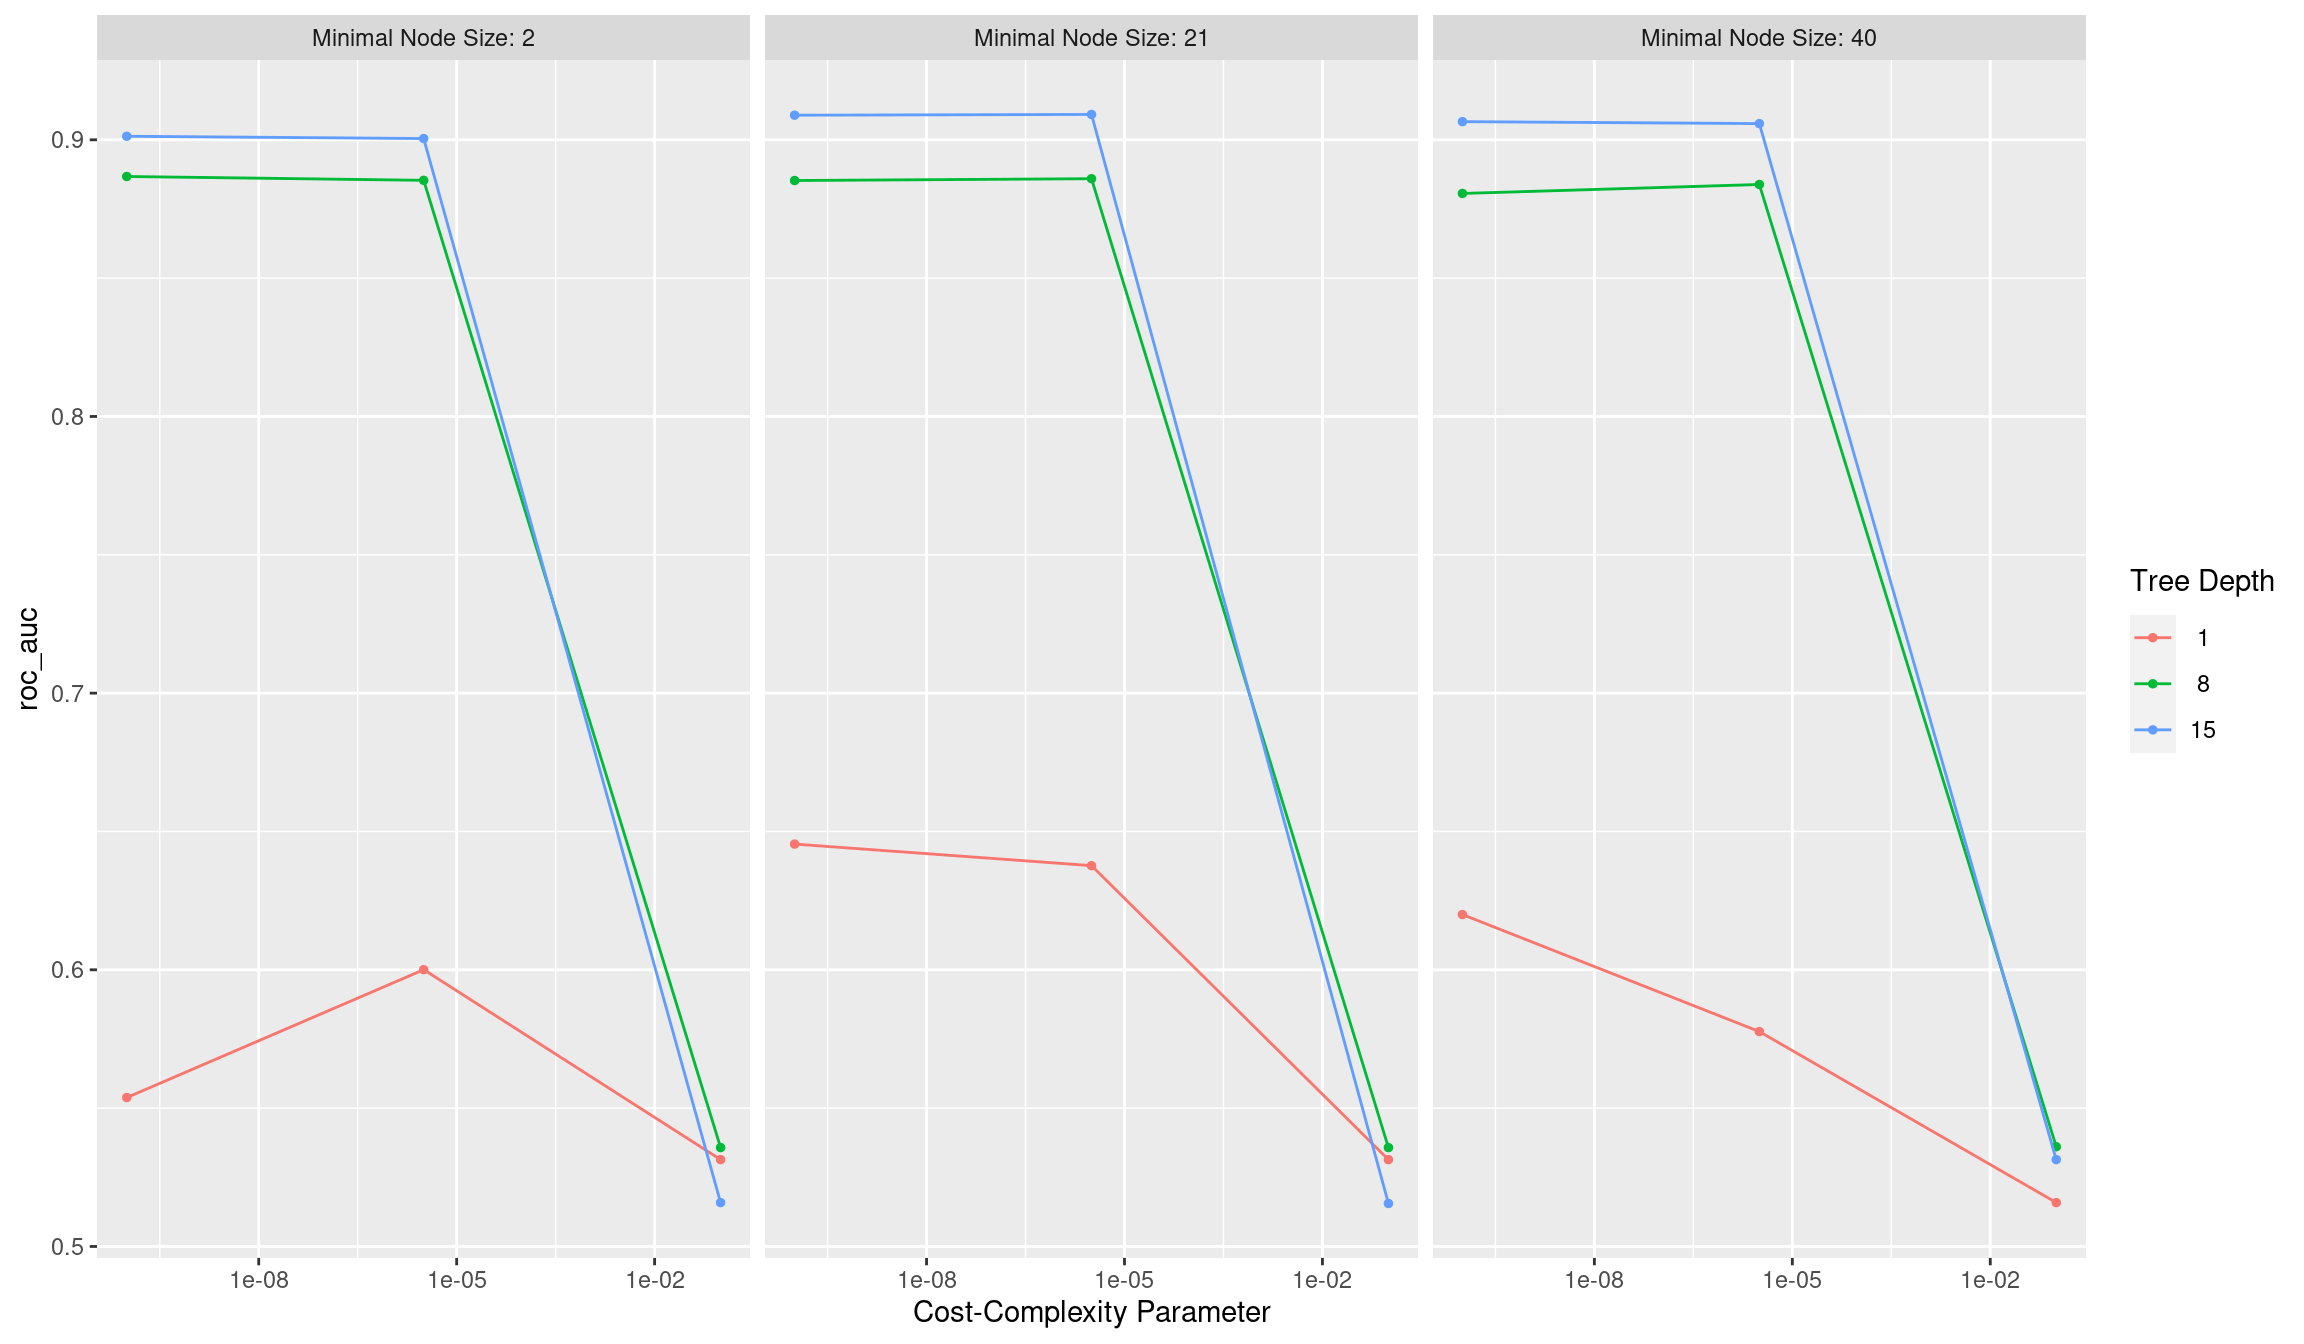 Minimal Node Size: 2
Minimal Node Size: 21
Minimal Node Size: 40
0.9
0.8
0.7
0.6
0.5
roc_auc
1e-08
1e-05
1e-02
1e-08
1e-05
1e-02
1e-08
1e-05
1e-02
Cost-Complexity Parameter
Tree Depth
1
8
15